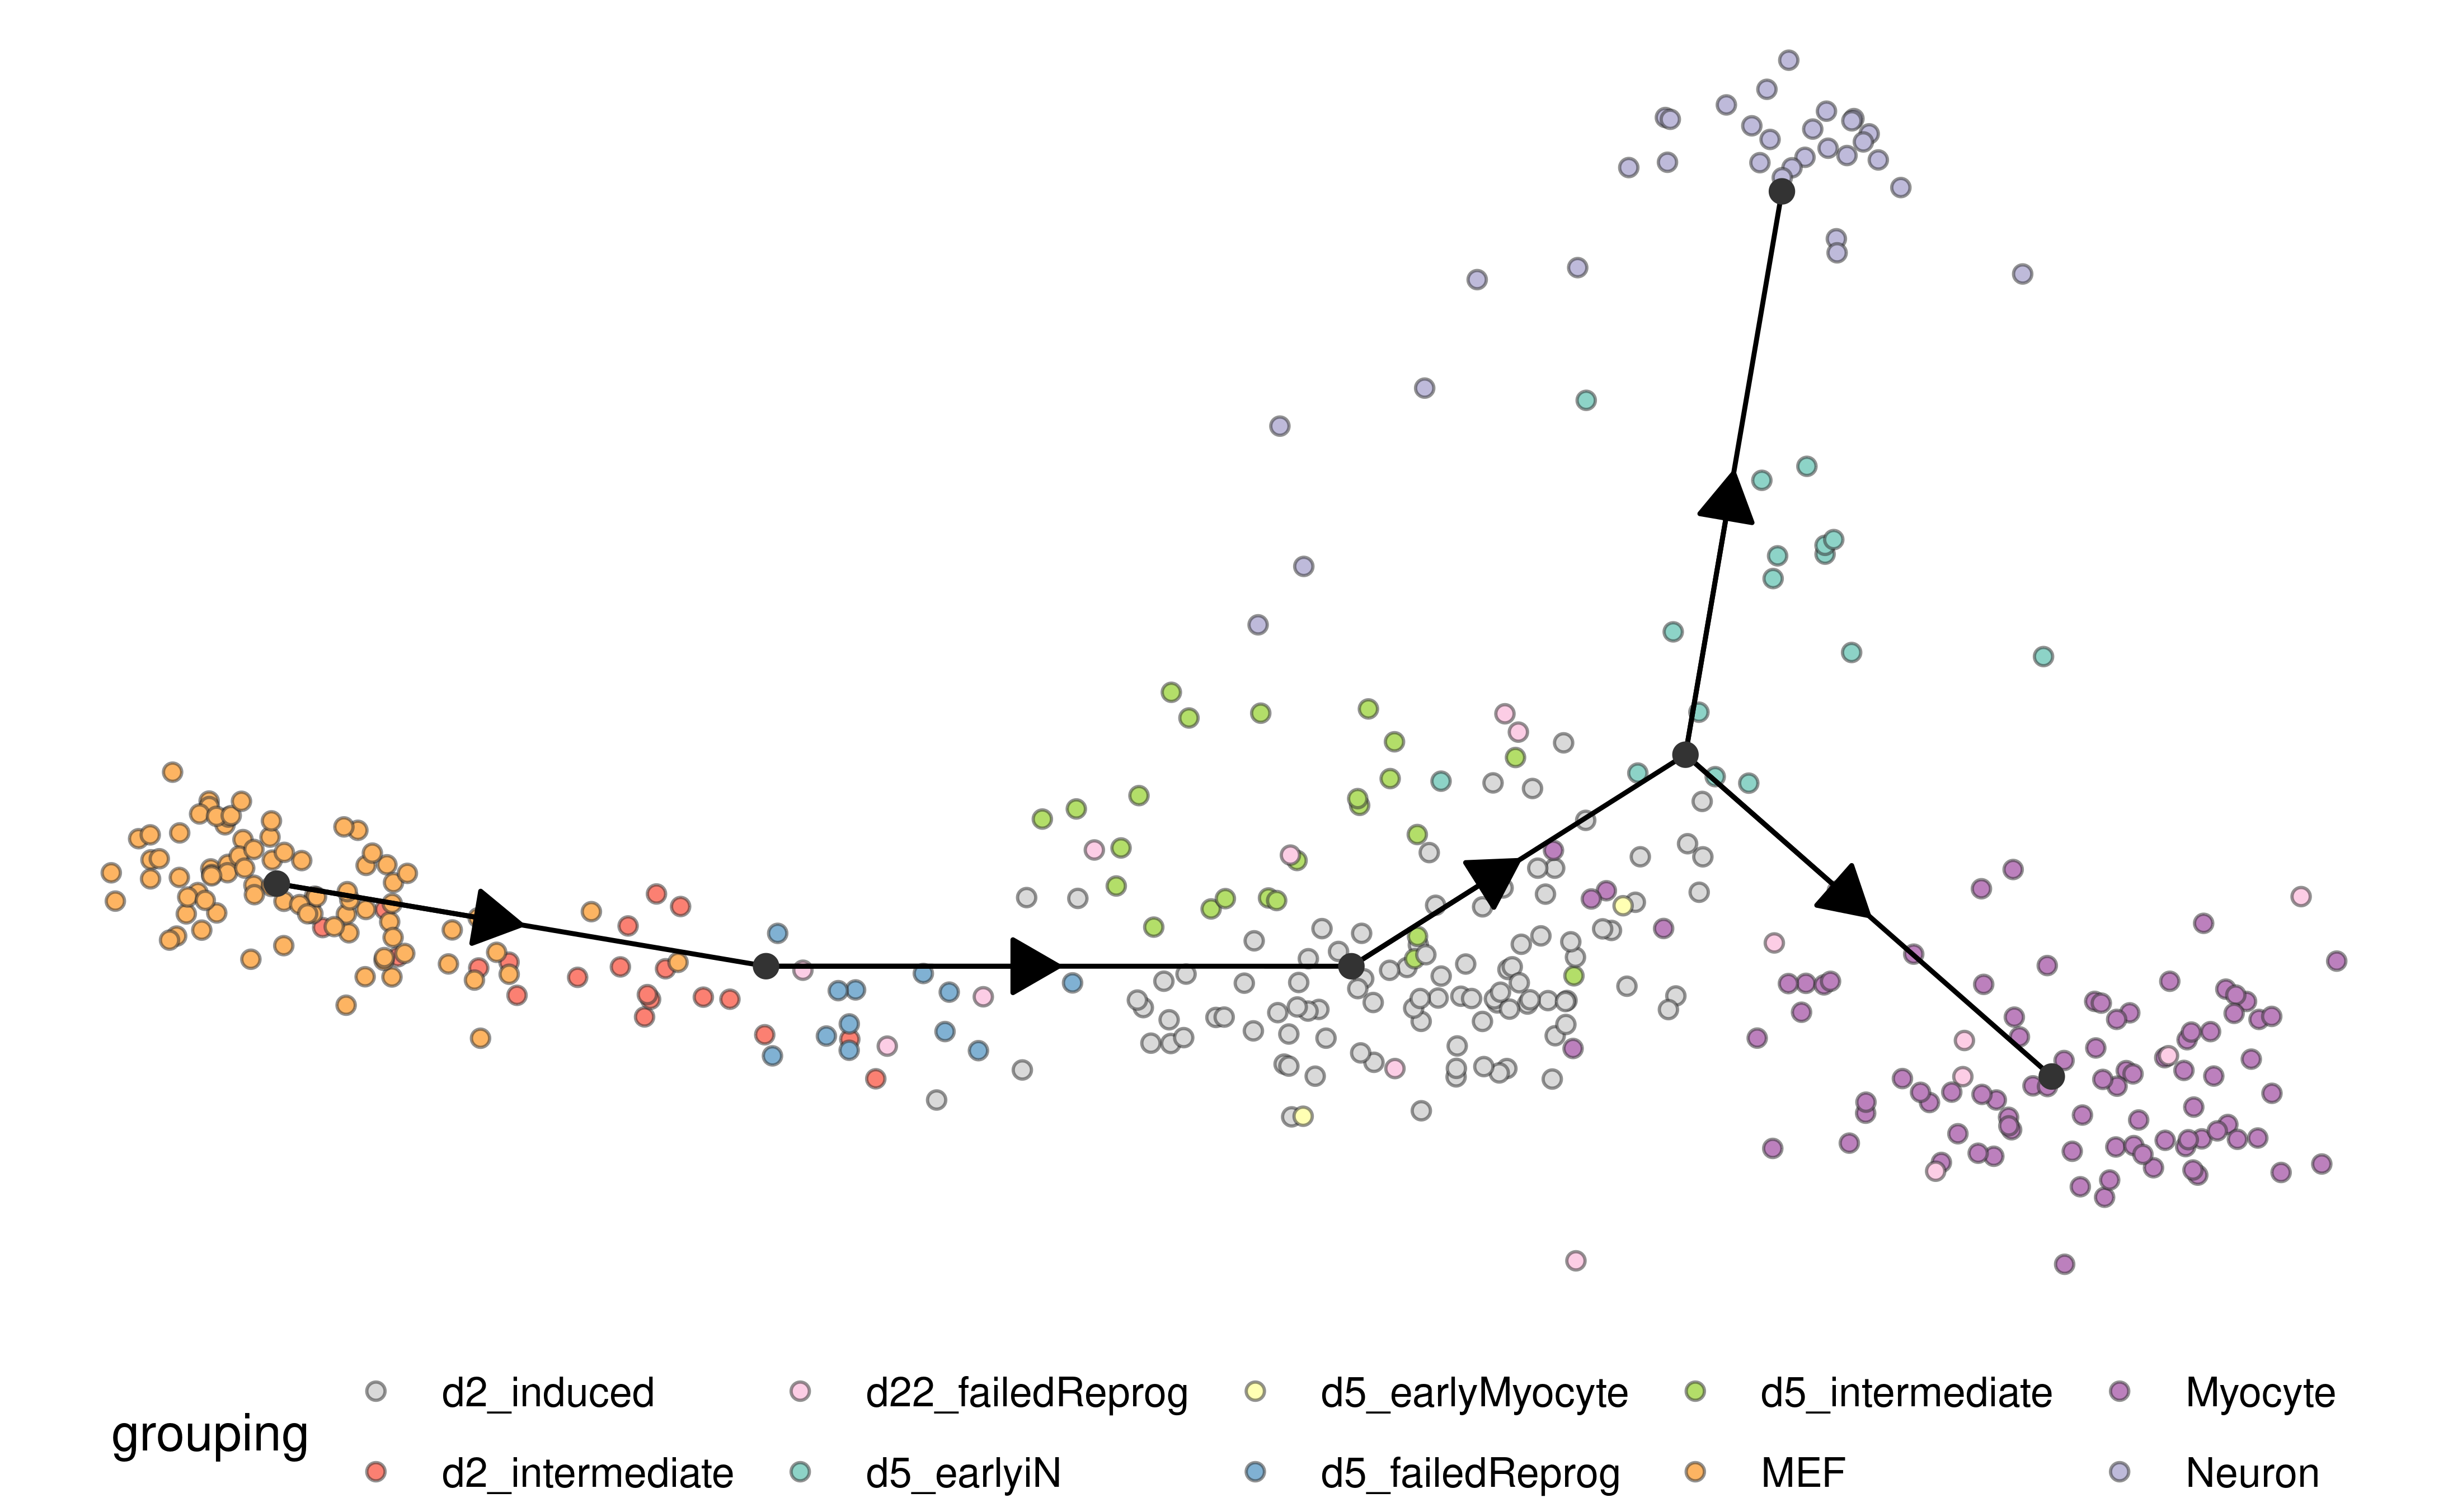 grouping
d2_induced
d22_failedReprog
d5_earlyMyocyte
d5_intermediate
Myocyte
d2_intermediate
d5_earlyiN
d5_failedReprog
MEF
Neuron